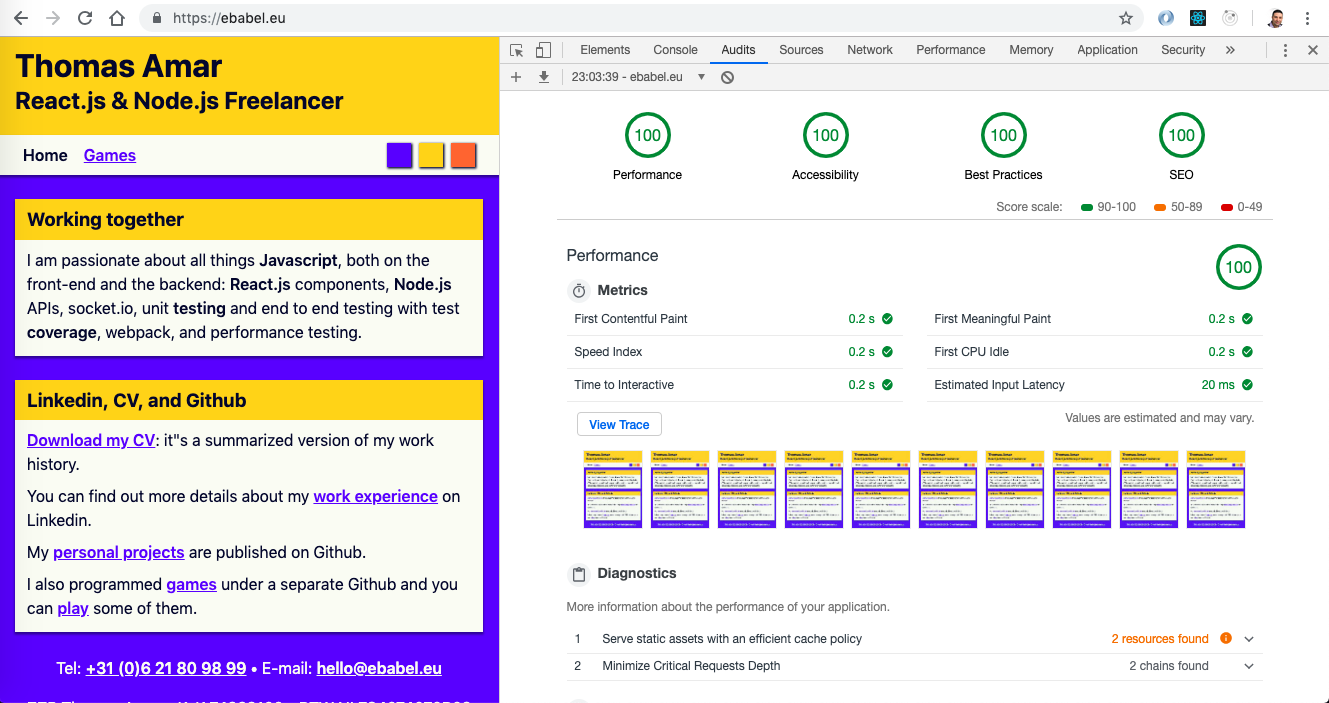 https://ebabel.eu
Thomas Amar
React.js & Node.js Freelancer
Home Games
Working together
I am passionate about all things Javascript, both on the
front-end and the backend: React.js components, Node.js
APIs, socket.io, unit testing and end to end testing with test
coverage, webpack, and performance testing.
Linkedin, CV, and Github
Download my CV: it"s a summarized version of my work
history.
You can find out more details about my work experience on
Linkedin.
My personal projects are published on Github.
I also programmed games under a separate Github and you
can play some of them.
Tel: +31 (0)6 21 80 98 99 • E-mail: hello@ebabel.eu
Elements Console Audits Sources Network Performance Memory Application Security »
23:03:39 - ebabel.eu
100 100 100 100
Performance Accessibility Best Practices SEO
Score scale: 90-100 50-89 0-49
Performance 100
Metrics
First Contentful Paint 0.2 s First Meaningful Paint 0.2 s
Speed Index 0.2 s First CPU Idle 0.2 s
Time to Interactive 0.2 s Estimated Input Latency 20 ms
View Trace Values are estimated and may vary.
Diagnostics
More information about the performance of your application.
1 Serve static assets with an efficient cache policy 2 resources found
2 Minimize Critical Requests Depth 2 chains found